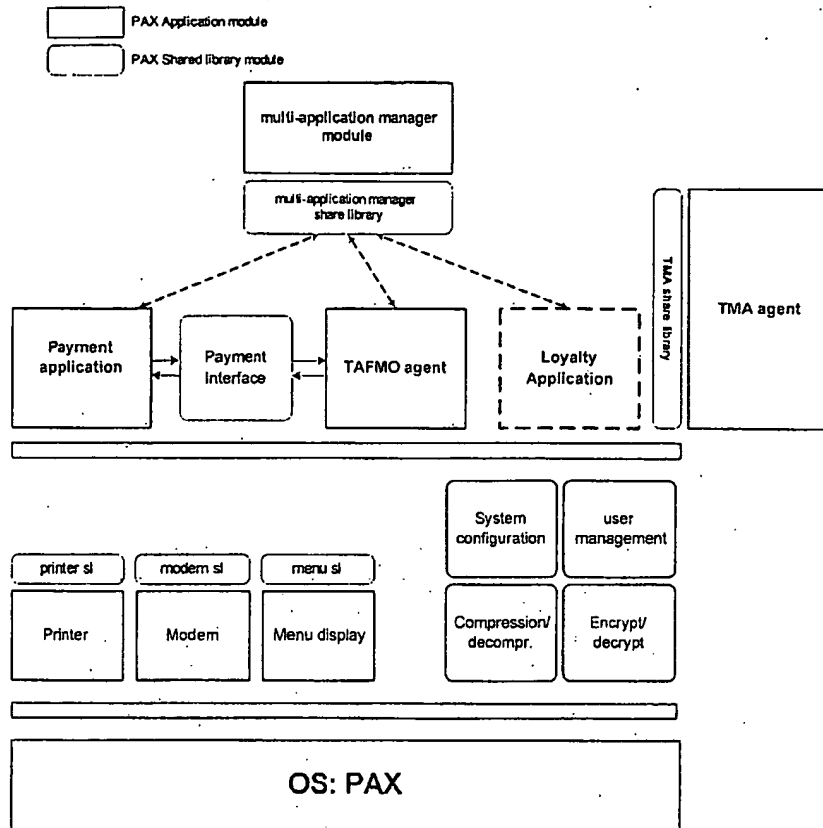 PAX Application module
PAX Shared library module
multi-application manager
module
multi-application manager
share library
TMA share library
TMA agent
Payment
application
Payment
Interface
TAFMO agent
Loyalty
Application
System
configuration
user
management
printer sl
modem sl
menu sl
Printer
Modem
Menu display
Compression/
decompr.
Encrypt/
decrypt
OS: PAX